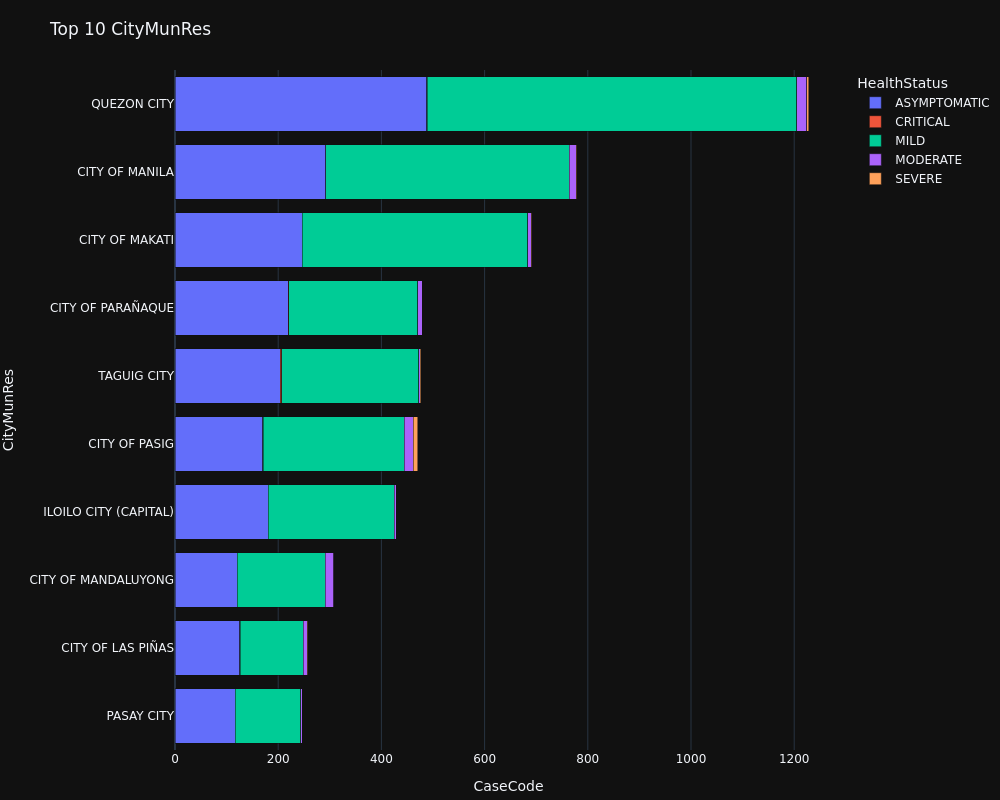 Top 10 CityMunRes
HealthStatus
ASYMPTOMATIC
CRITICAL
MILD
MODERATE
SEVERE
CityMunRes
QUEZON CITY
CITY OF MANILA
CITY OF MAKATI
CITY OF PARAÑAQUE
TAGUIG CITY
CITY OF PASIG
ILOILO CITY (CAPITAL)
CITY OF MANDALUYONG
CITY OF LAS PIÑAS
PASAY CITY
0 200 400 600 800 1000 1200
CaseCode